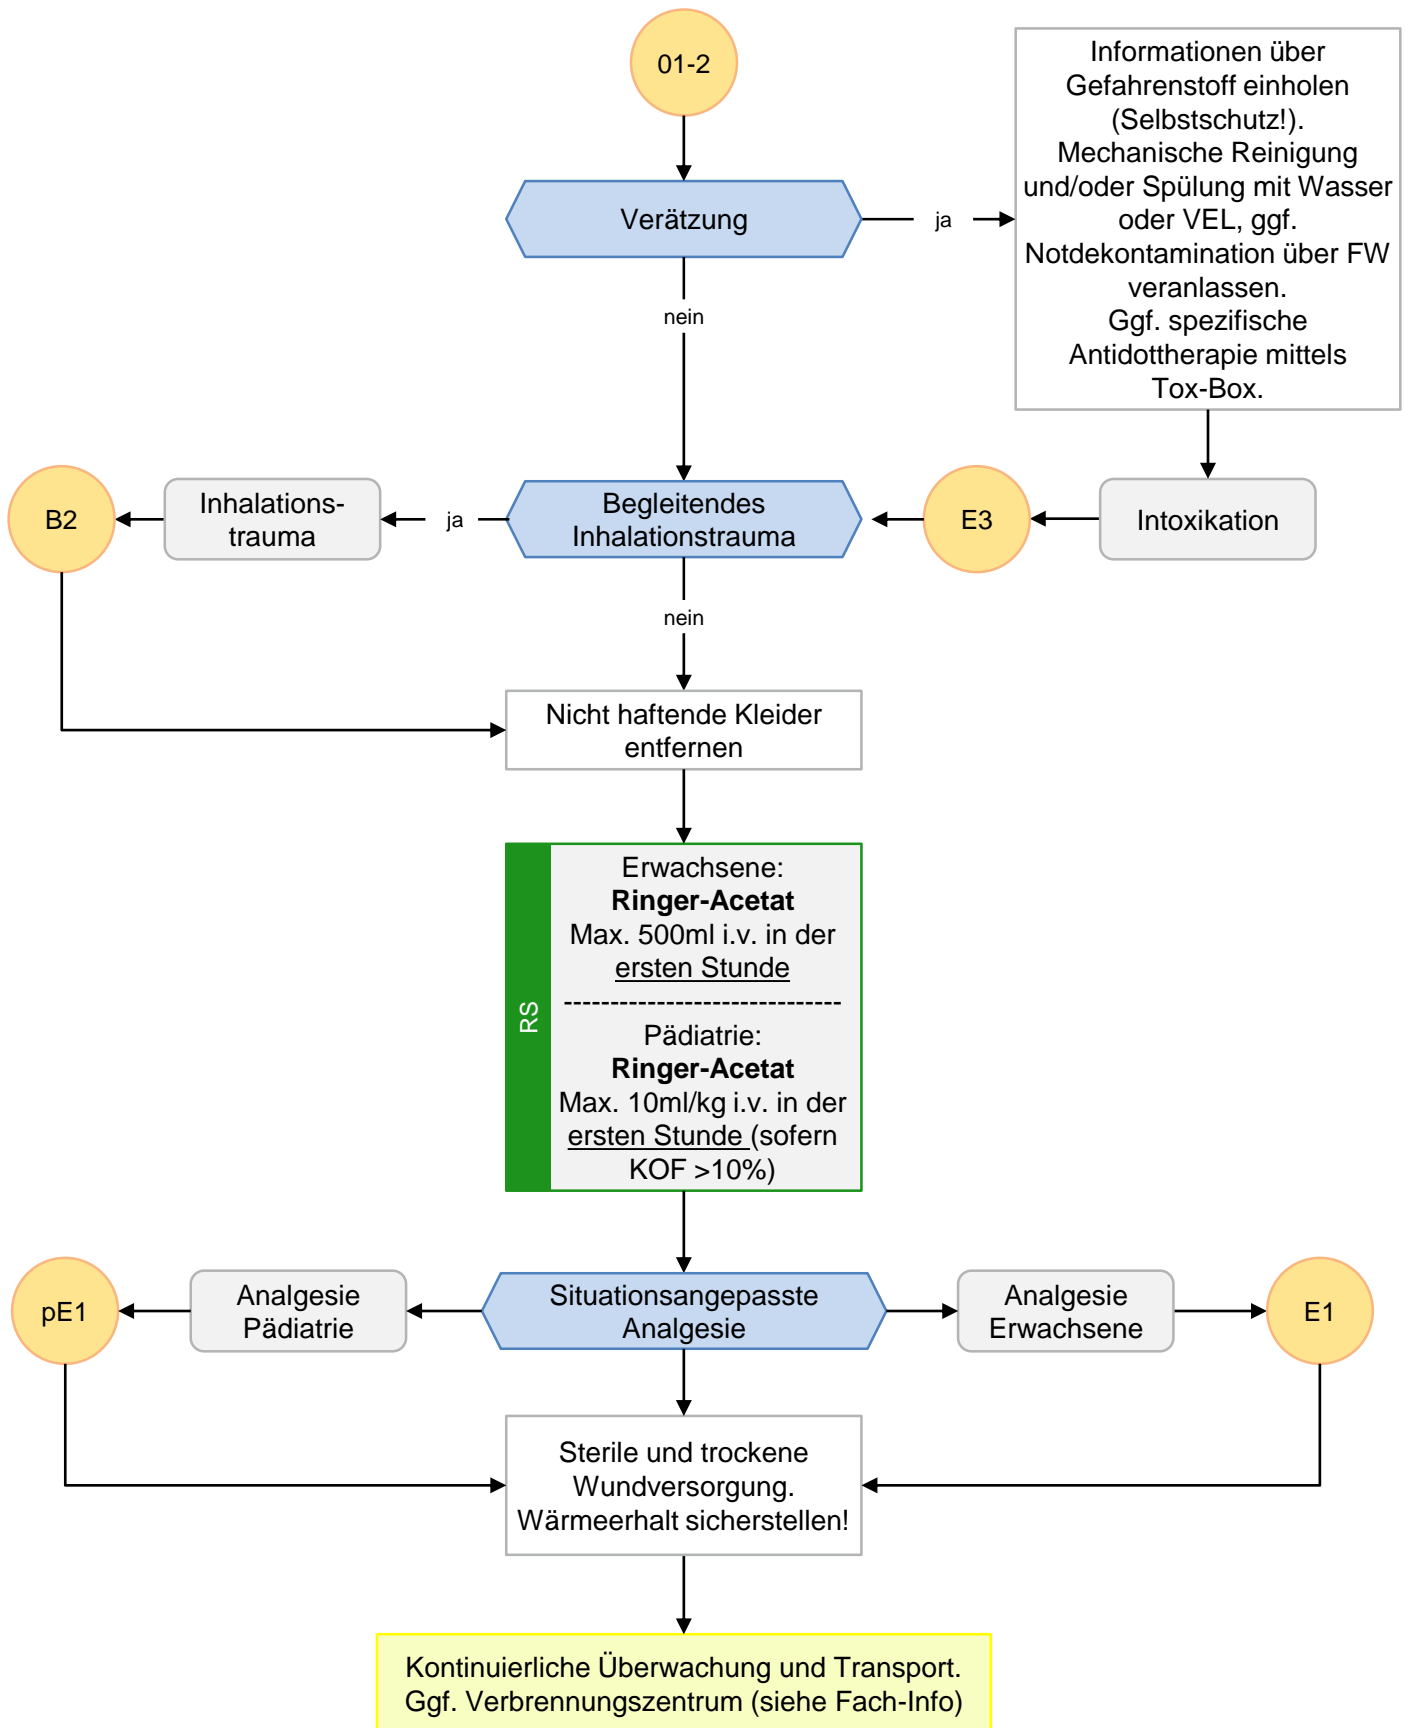 01-2
Informationen über
Gefahrenstoff einholen
(Selbstschutz!).
Mechanische Reinigung
und/oder Spülung mit Wasser
oder VEL, ggf.
Notdekontamination über FW
veranlassen.
Ggf. spezifische
Antidottherapie mittels
Tox-Box.
Verätzung
ja
nein
B2
Inhalations-
trauma
ja
Begleitendes
Inhalationstrauma
E3
Intoxikation
nein
Nicht haftende Kleider
entfernen
RS
Erwachsene:
Ringer-Acetat
Max. 500ml i.v. in der
ersten Stunde
------------------------------
Pädiatrie:
Ringer-Acetat
Max. 10ml/kg i.v. in der
ersten Stunde (sofern
KOF >10%)
pE1
Analgesie
Pädiatrie
Situationsangepasste
Analgesie
Analgesie
Erwachsene
E1
Sterile und trockene
Wundversorgung.
Wärmeerhalt sicherstellen!
Kontinuierliche Überwachung und Transport.
Ggf. Verbrennungszentrum (siehe Fach-Info)